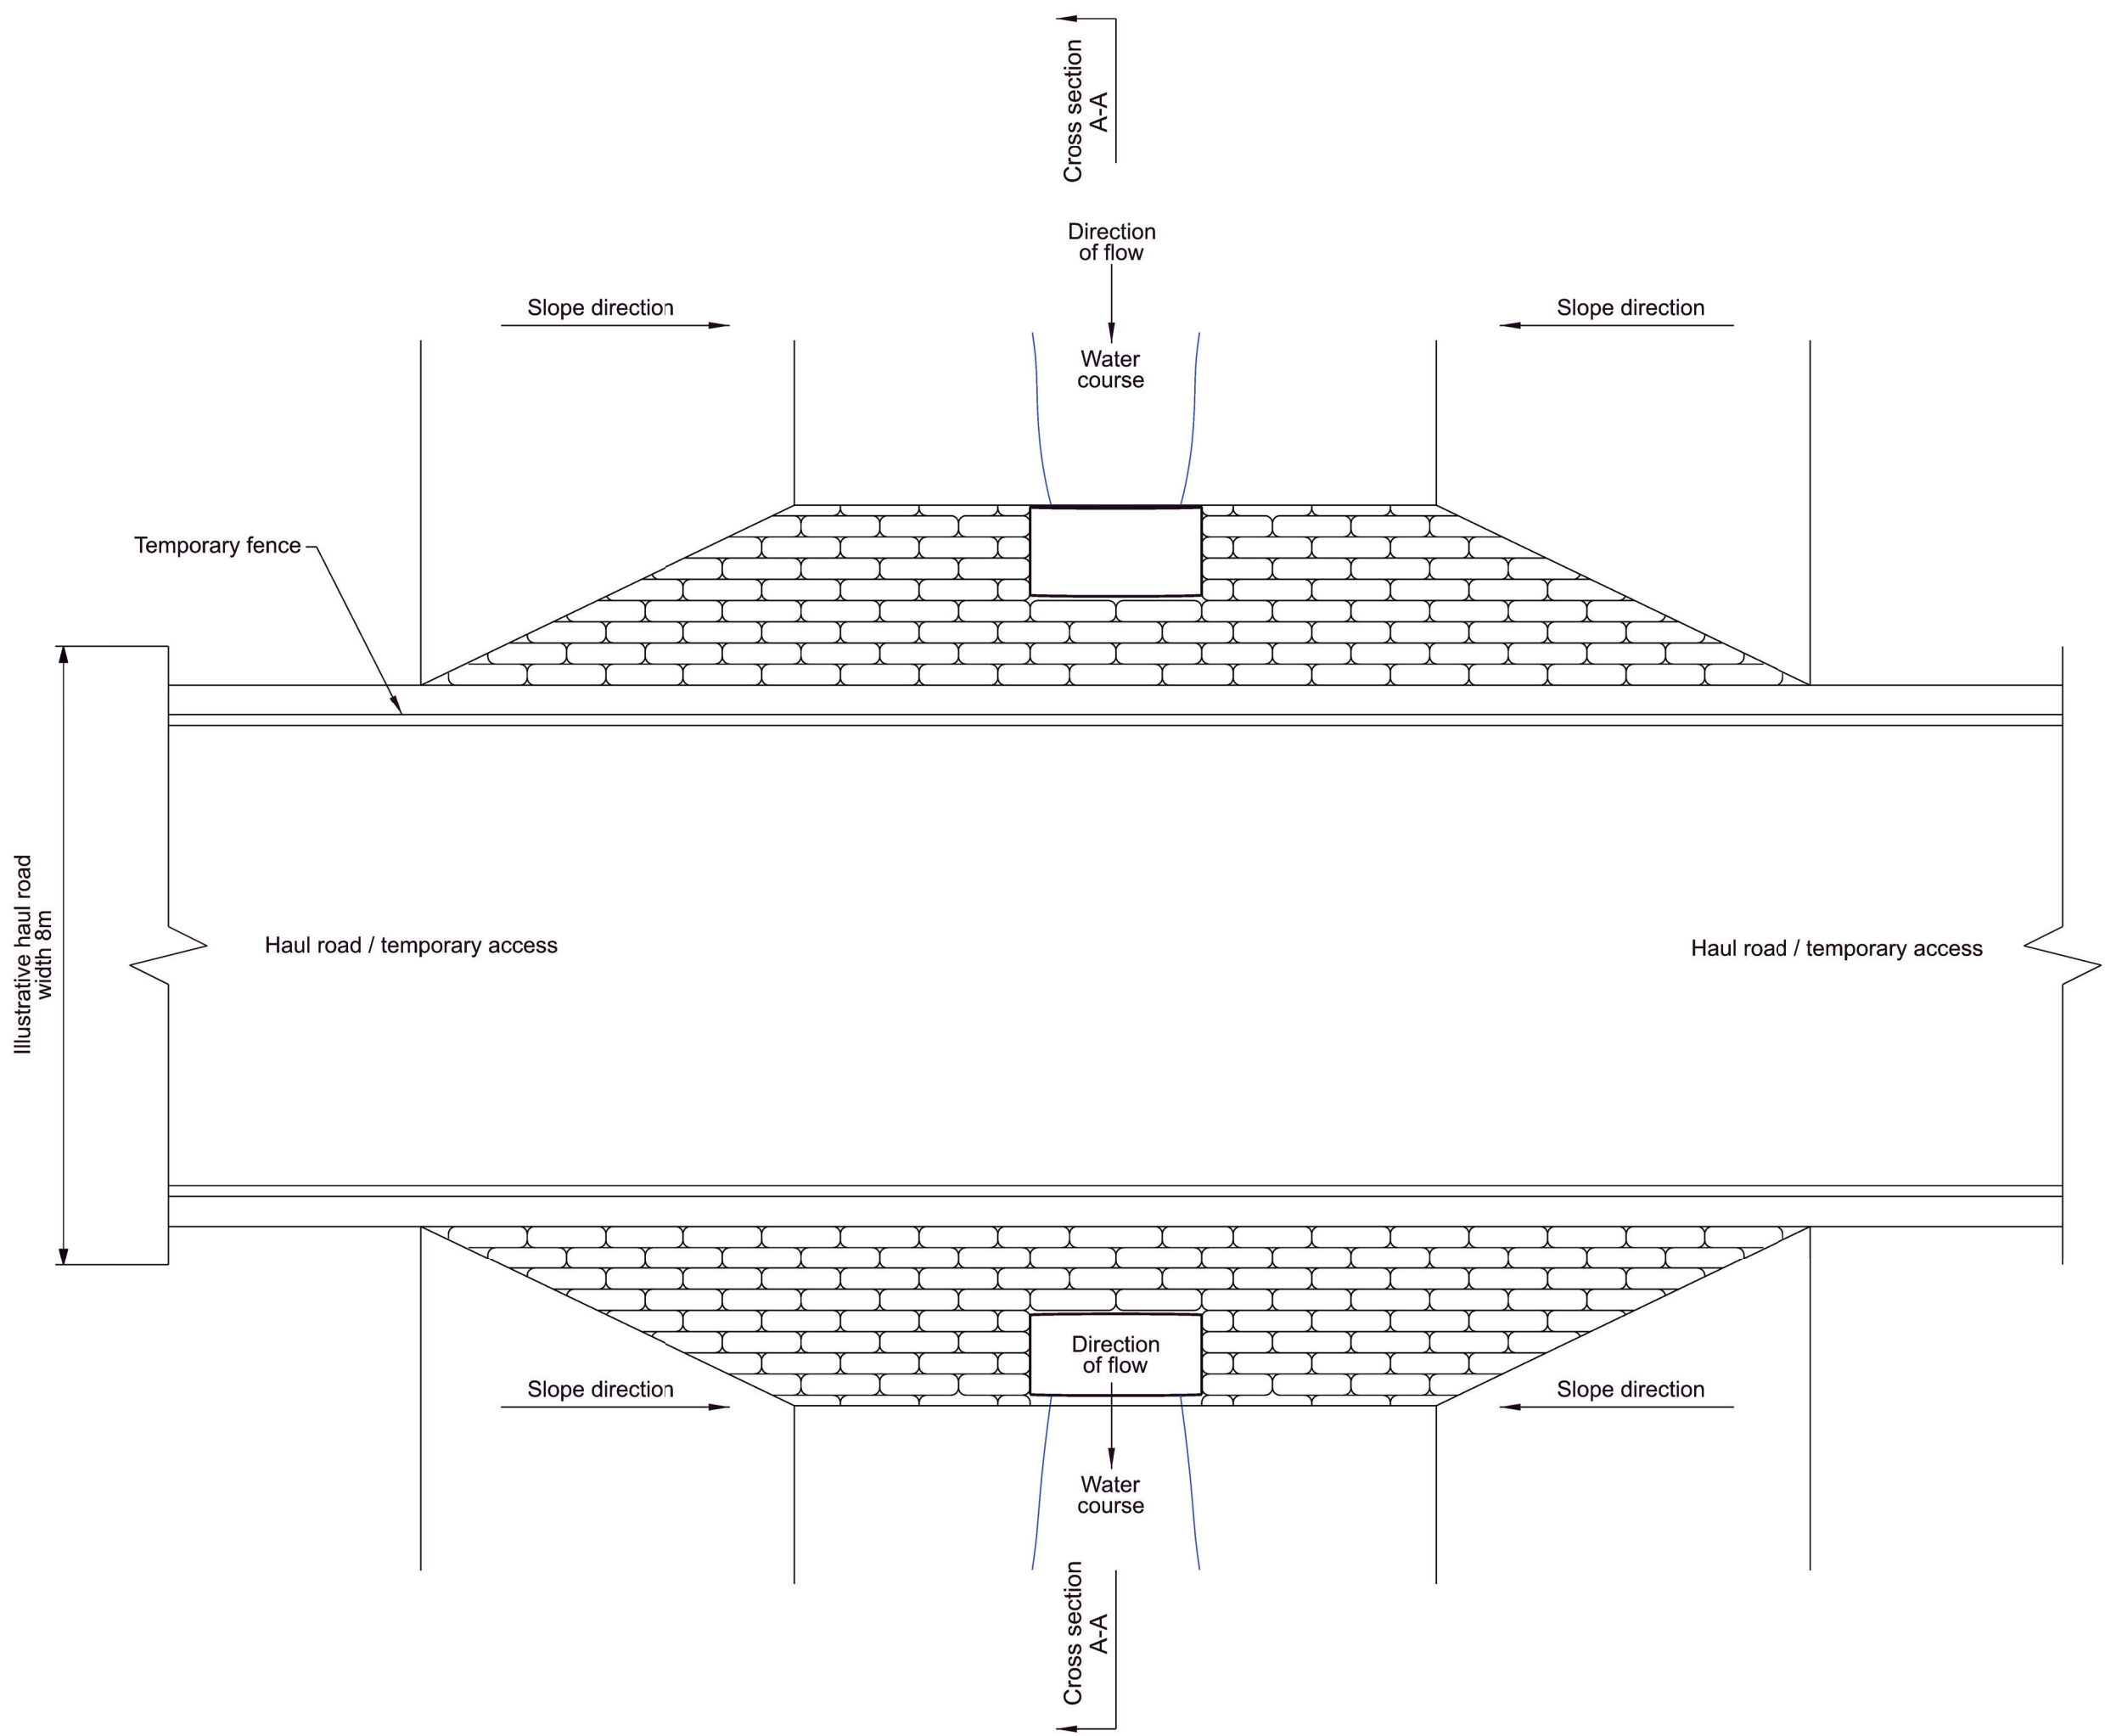 Cross section
A-A
Direction
of flow
Slope direction
Slope direction
Water
course
Temporary fence
Illustrative haul road
width 8m
Haul road / temporary access
Haul road / temporary access
Direction
of flow
Slope direction
Slope direction
Water
course
Cross section
A-A